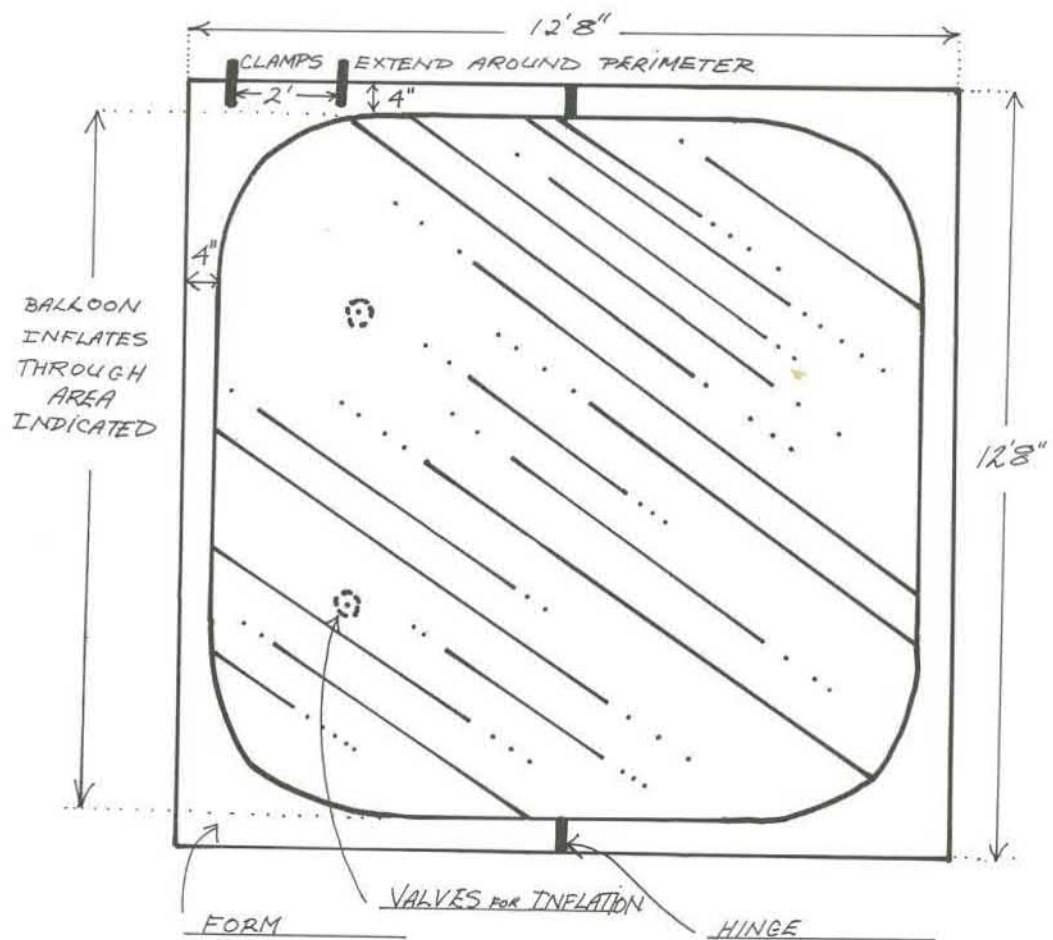 12'8"
CLAMPS EXTEND AROUND PERIMETER
2'
4"
4"
BALLOON
INFLATES
THROUGH
AREA
INDICATED
12'8"
VALVES FOR INFLATION
FORM
HINGE